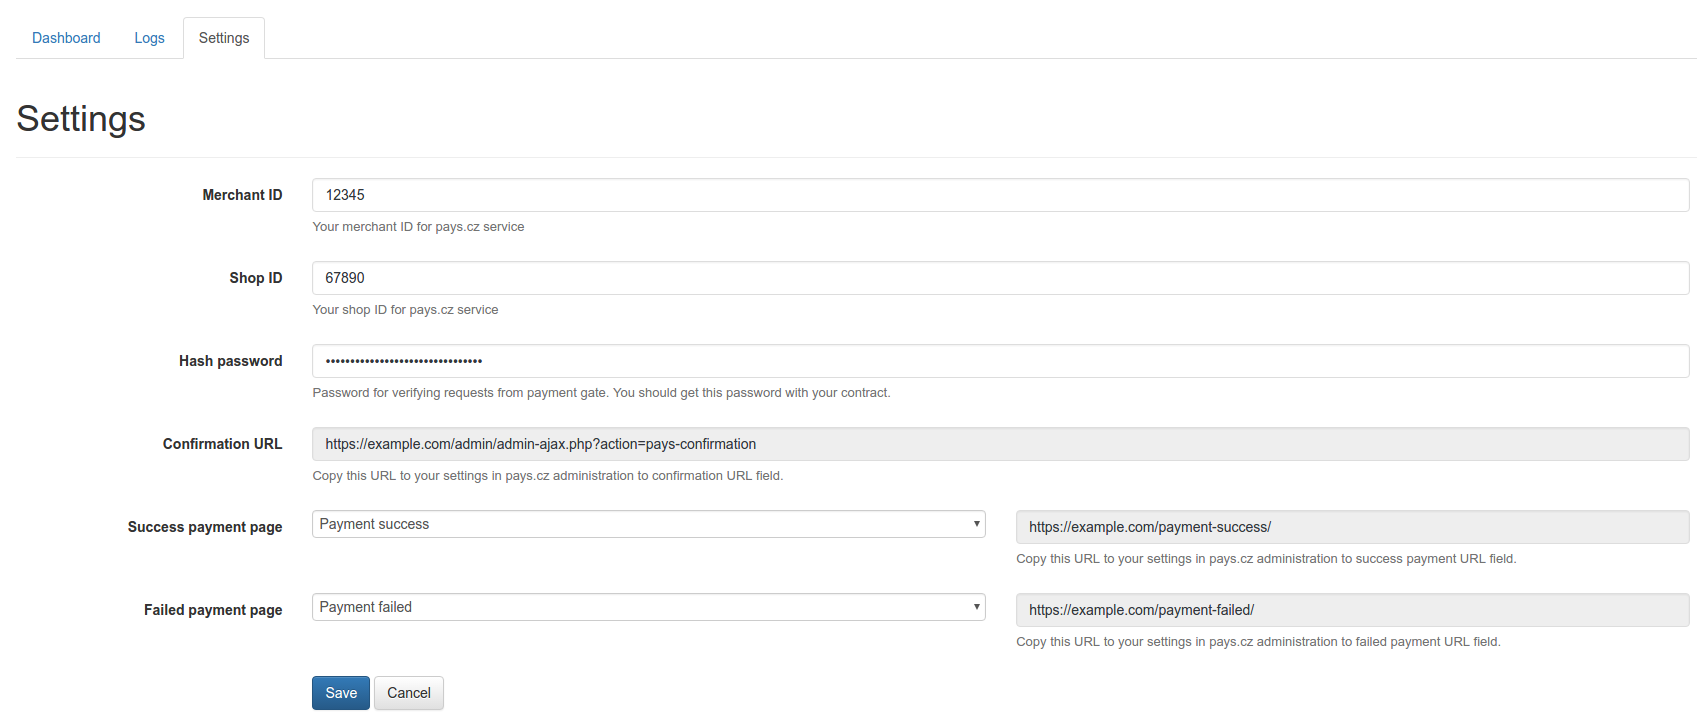 Dashboard Logs Settings
Settings
Merchant ID 12345
Your merchant ID for pays.cz service
Shop ID 67890
Your shop ID for pays.cz service
Hash password ••••••••••••••••••••••••••••••••
Password for verifying requests from payment gate. You should get this password with your contract.
Confirmation URL https://example.com/admin/admin-ajax.php?action=pays-confirmation
Copy this URL to your settings in pays.cz administration to confirmation URL field.
Success payment page Payment success https://example.com/payment-success/
Copy this URL to your settings in pays.cz administration to success payment URL field.
Failed payment page Payment failed https://example.com/payment-failed/
Copy this URL to your settings in pays.cz administration to failed payment URL field.
Save Cancel